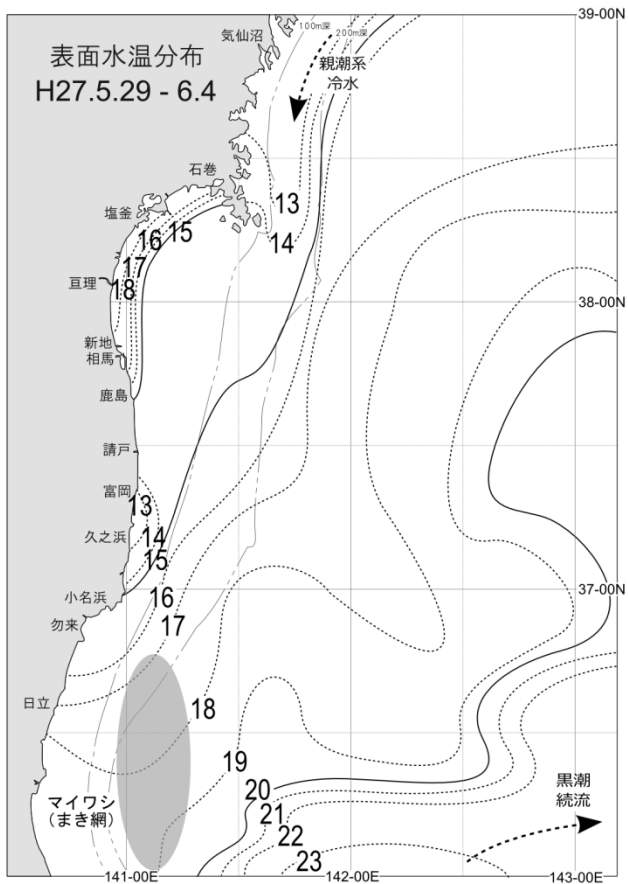 39-00N
100m深
200m深
気仙沼
表面水温分布
H27.5.29 - 6.4
親潮系
冷水
石巻
13
塩釜
16
15
14
17
亘理
18
38-00N
新地
相馬
鹿島
請戸
富岡
13
久之浜
14
15
37-00N
小名浜
16
勿来
17
日立
18
19
黒潮
続流
20
マイワシ
(まき網)
21
22
23
141-00E
142-00E
143-00E